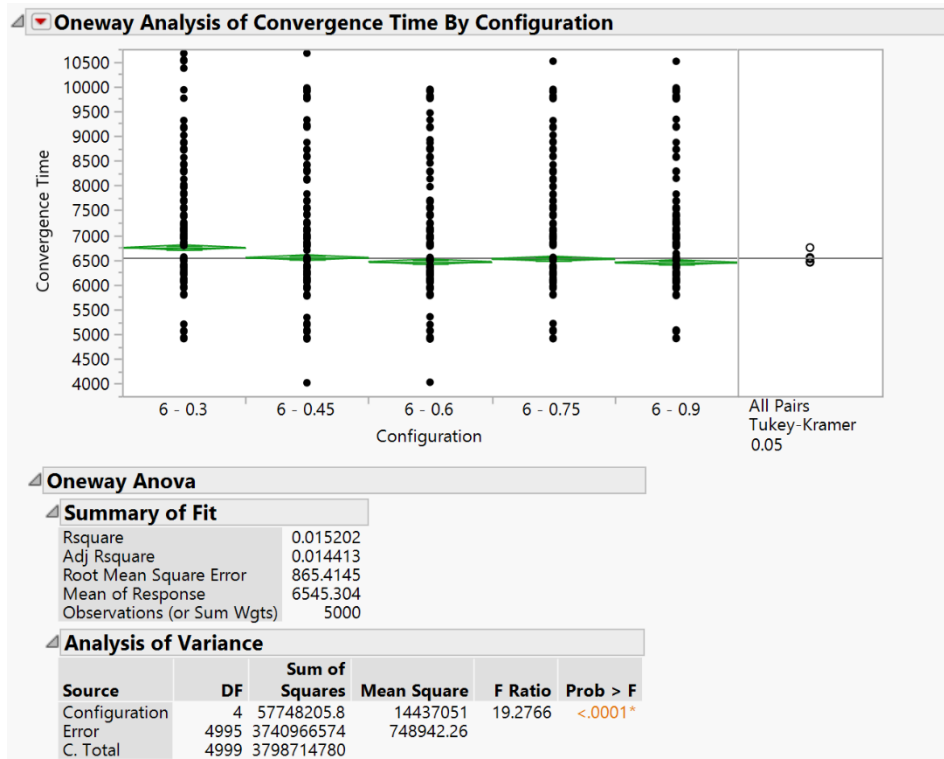 Oneway Analysis of Convergence Time By Configuration
Convergence Time
10500
10000
9500
9000
8500
8000
7500
7000
6500
6000
5500
5000
4500
4000
6 - 0.3 6 - 0.45 6 - 0.6 6 - 0.75 6 - 0.9
Configuration
All Pairs
Tukey-Kramer
0.05
Oneway Anova
Summary of Fit
Rsquare 0.015202
Adj Rsquare 0.014413
Root Mean Square Error 865.4145
Mean of Response 6545.304
Observations (or Sum Wgts) 5000
Analysis of Variance
Sum of
Source DF Squares Mean Square F Ratio Prob > F
Configuration 4 57748205.8 14437051 19.2766 <.0001*
Error 4995 3740966574 748942.26
C. Total 4999 3798714780